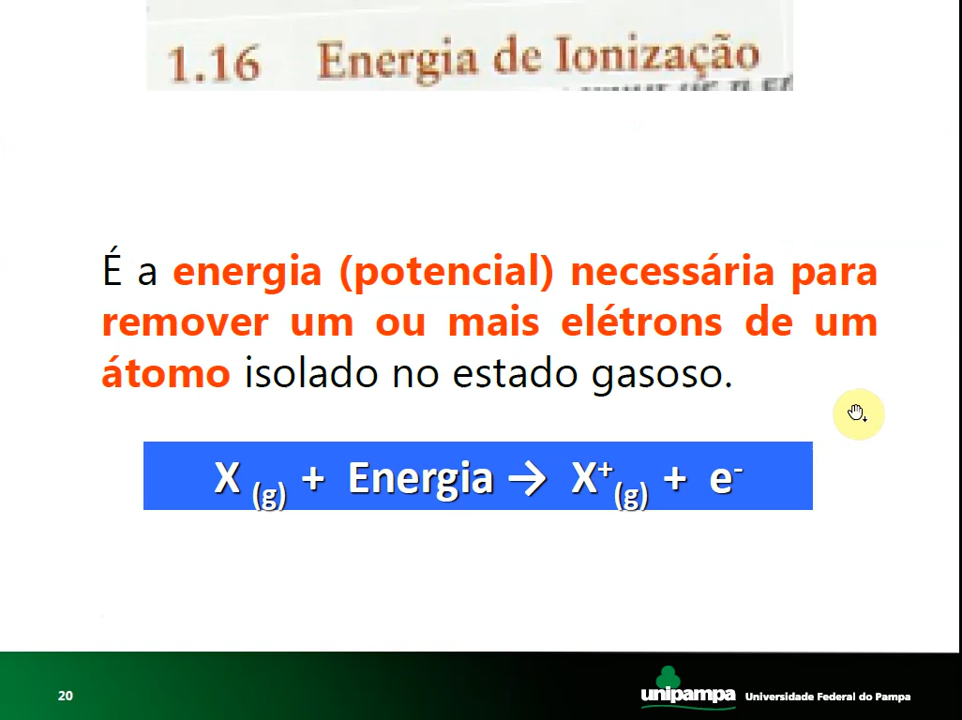 1.16 Energia de Ionização
É a energia (potencial) necessária para
remover um ou mais elétrons de um
átomo isolado no estado gasoso.
X (g) + Energia → X⁺(g) + e⁻
20
unipampa Universidade Federal do Pampa